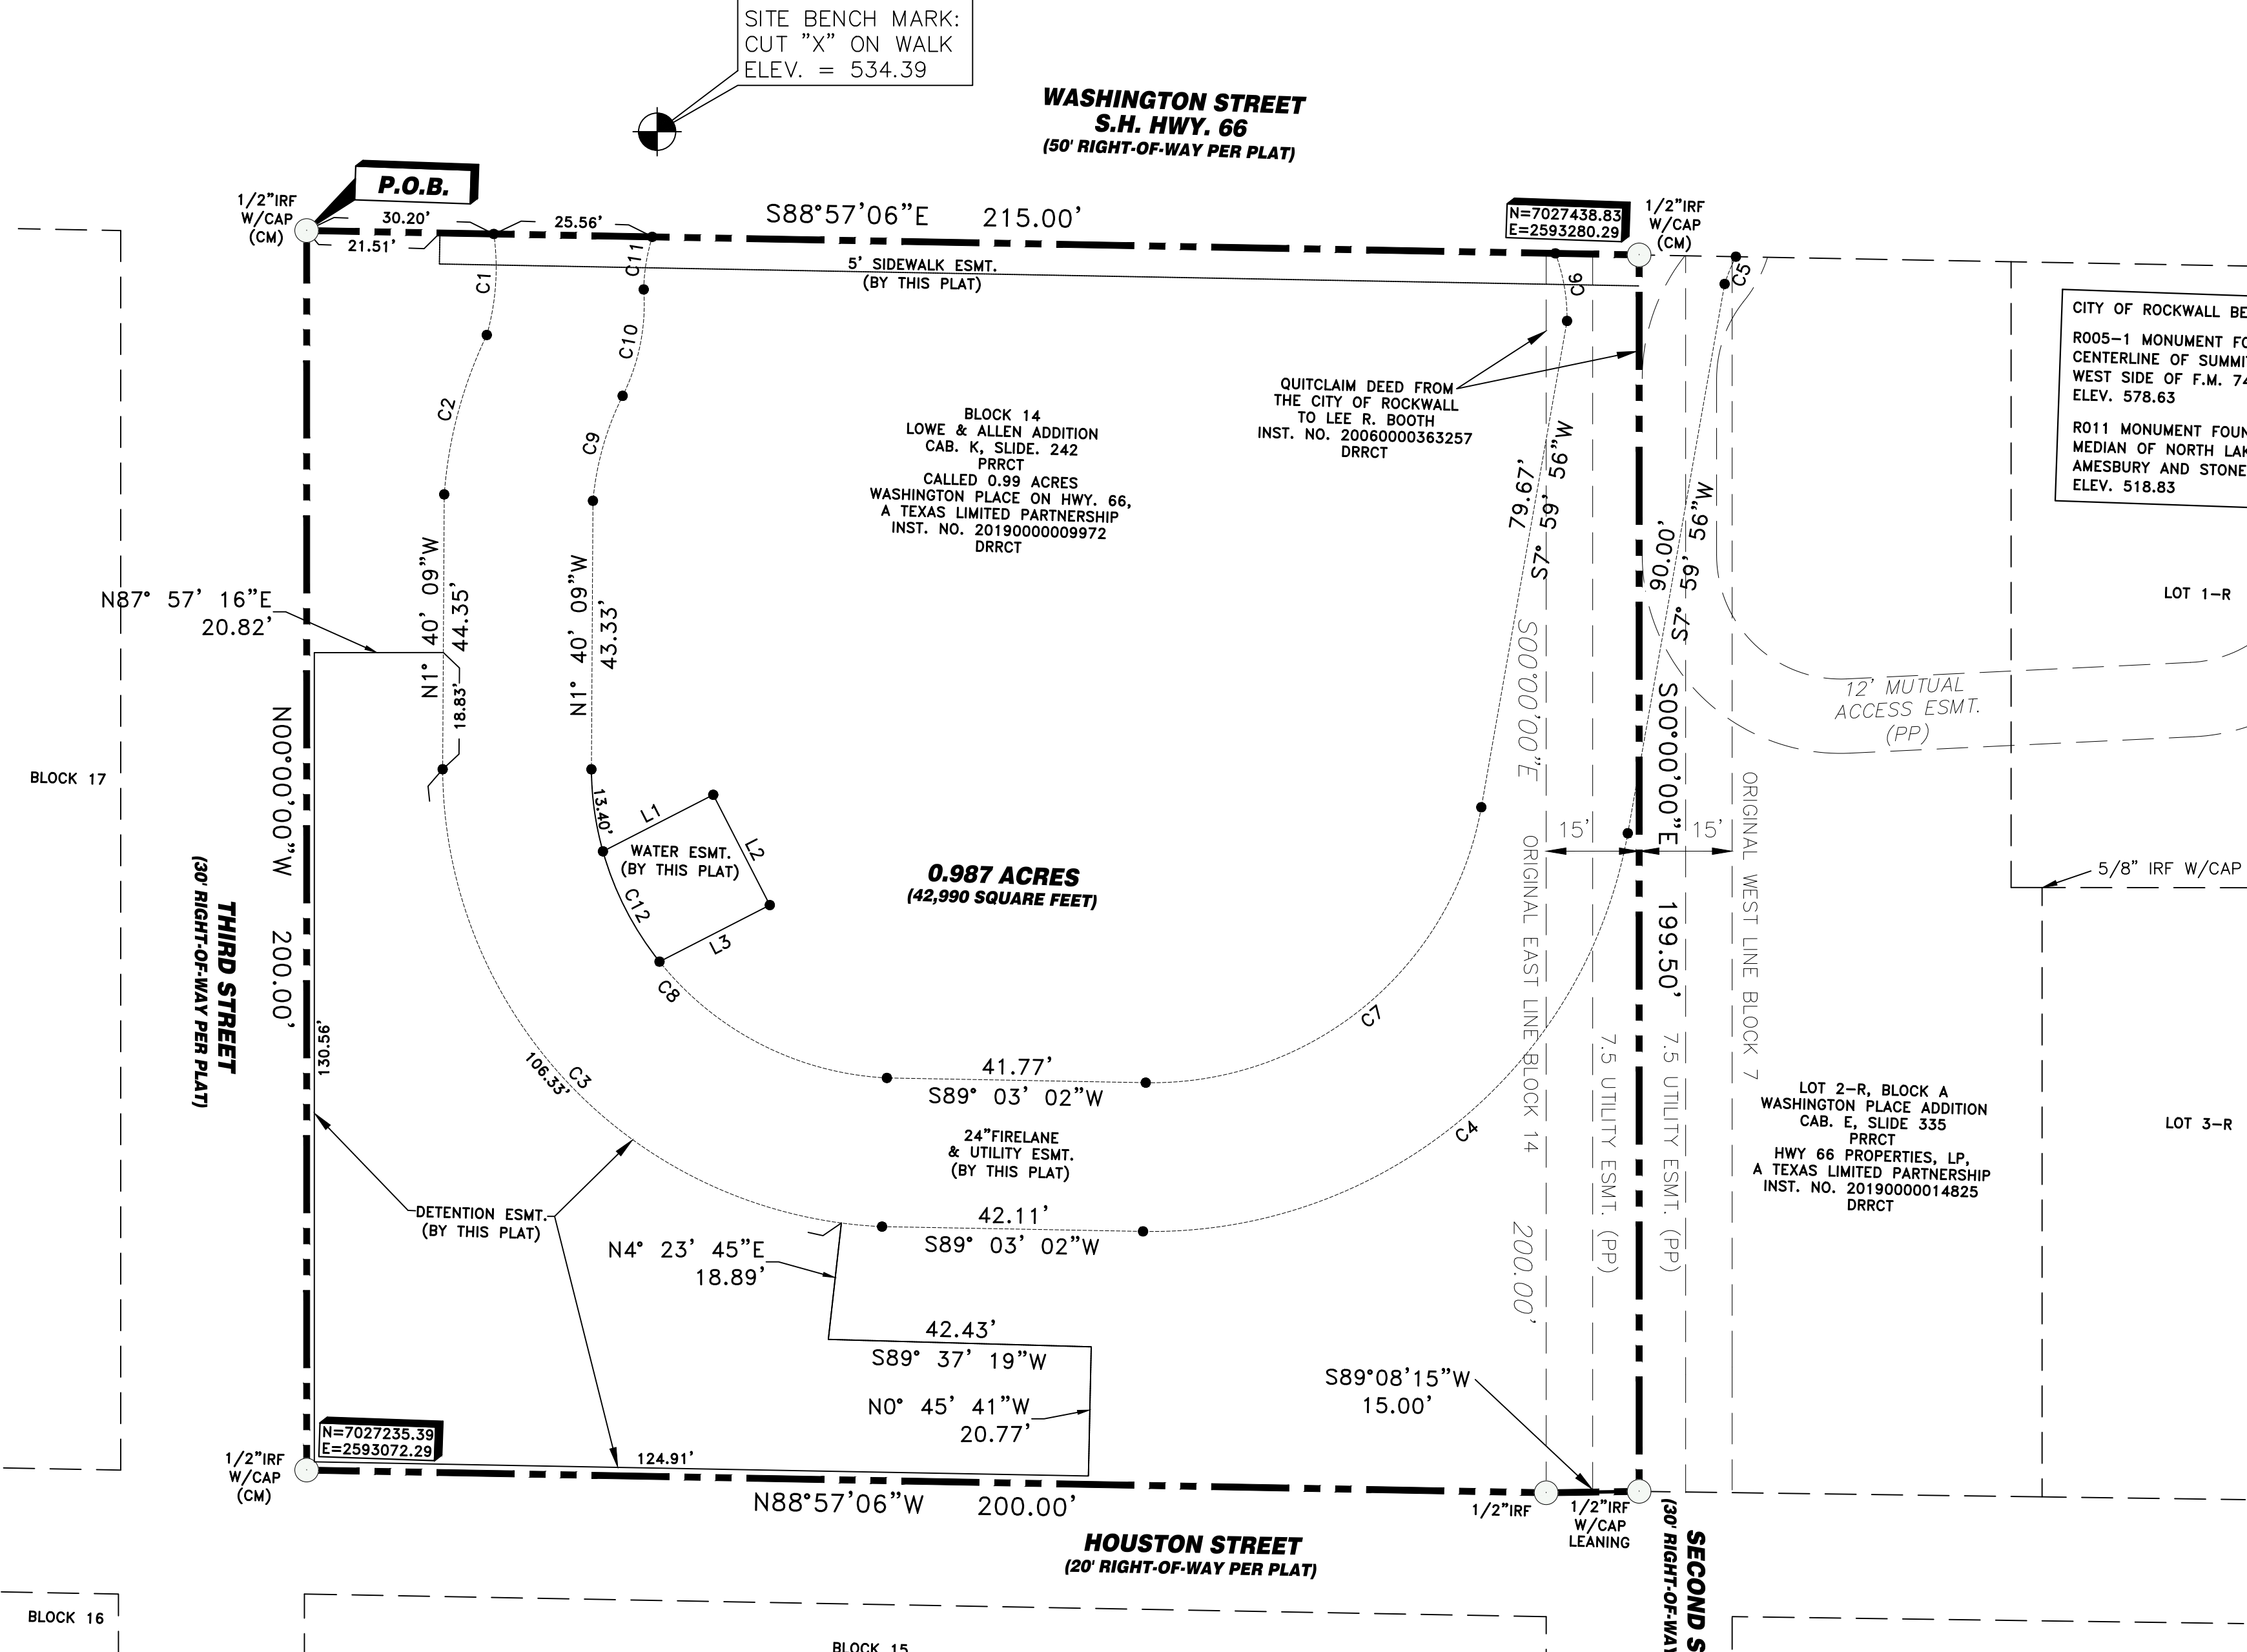 SITE BENCH MARK:
CUT "X" ON WALK
ELEV. = 534.39
WASHINGTON STREET
S.H. HWY. 66
(50' RIGHT-OF-WAY PER PLAT)
P.O.B.
1/2"IRF
W/CAP
(CM)
30.20'
21.51'
25.56'
S88°57'06"E 215.00'
N=7027438.83
E=2593280.29
1/2"IRF
W/CAP
(CM)
5' SIDEWALK ESMT.
(BY THIS PLAT)
C1
C11
C6
C5
C10
C2
C9
CITY OF ROCKWALL BE
R005-1 MONUMENT FO
CENTERLINE OF SUMMI
WEST SIDE OF F.M. 74
ELEV. 578.63
R011 MONUMENT FOUN
MEDIAN OF NORTH LAK
AMESBURY AND STONE
ELEV. 518.83
QUITCLAIM DEED FROM
THE CITY OF ROCKWALL
TO LEE R. BOOTH
INST. NO. 20060000363257
DRRCT
BLOCK 14
LOWE & ALLEN ADDITION
CAB. K, SLIDE. 242
PRRCT
CALLED 0.99 ACRES
WASHINGTON PLACE ON HWY. 66,
A TEXAS LIMITED PARTNERSHIP
INST. NO. 20190000009972
DRRCT
79.67'
S7° 59' 56"W
90.00'
S7° 59' 56"W
N1° 40' 09"W
44.35'
N1° 40' 09"W
43.33'
N87° 57' 16"E
20.82'
18.83'
LOT 1-R
12' MUTUAL
ACCESS ESMT.
(PP)
BLOCK 17
N00°00'00"W 200.00'
S00°00'00"E 200.00'
S00°00'00"E 199.50'
ORIGINAL EAST LINE BLOCK 14
ORIGINAL WEST LINE BLOCK 7
15'
15'
13.40'
L1
L2
L3
WATER ESMT.
(BY THIS PLAT)
C12
C8
0.987 ACRES
(42,990 SQUARE FEET)
5/8" IRF W/CAP
THIRD STREET
(30' RIGHT-OF-WAY PER PLAT)
130.56'
C3
106.33'
C7
C4
41.77'
S89° 03' 02"W
24"FIRELANE
& UTILITY ESMT.
(BY THIS PLAT)
42.11'
S89° 03' 02"W
7.5 UTILITY ESMT. (PP)
7.5 UTILITY ESMT. (PP)
LOT 2-R, BLOCK A
WASHINGTON PLACE ADDITION
CAB. E, SLIDE 335
PRRCT
HWY 66 PROPERTIES, LP,
A TEXAS LIMITED PARTNERSHIP
INST. NO. 20190000014825
DRRCT
LOT 3-R
DETENTION ESMT.
(BY THIS PLAT)
N4° 23' 45"E
18.89'
42.43'
S89° 37' 19"W
N0° 45' 41"W
20.77'
S89°08'15"W
15.00'
N=7027235.39
E=2593072.29
1/2"IRF
W/CAP
(CM)
124.91'
N88°57'06"W 200.00'
1/2"IRF
1/2"IRF
W/CAP
LEANING
HOUSTON STREET
(20' RIGHT-OF-WAY PER PLAT)
SECOND S
(30' RIGHT-OF-WAY
BLOCK 16
BLOCK 15